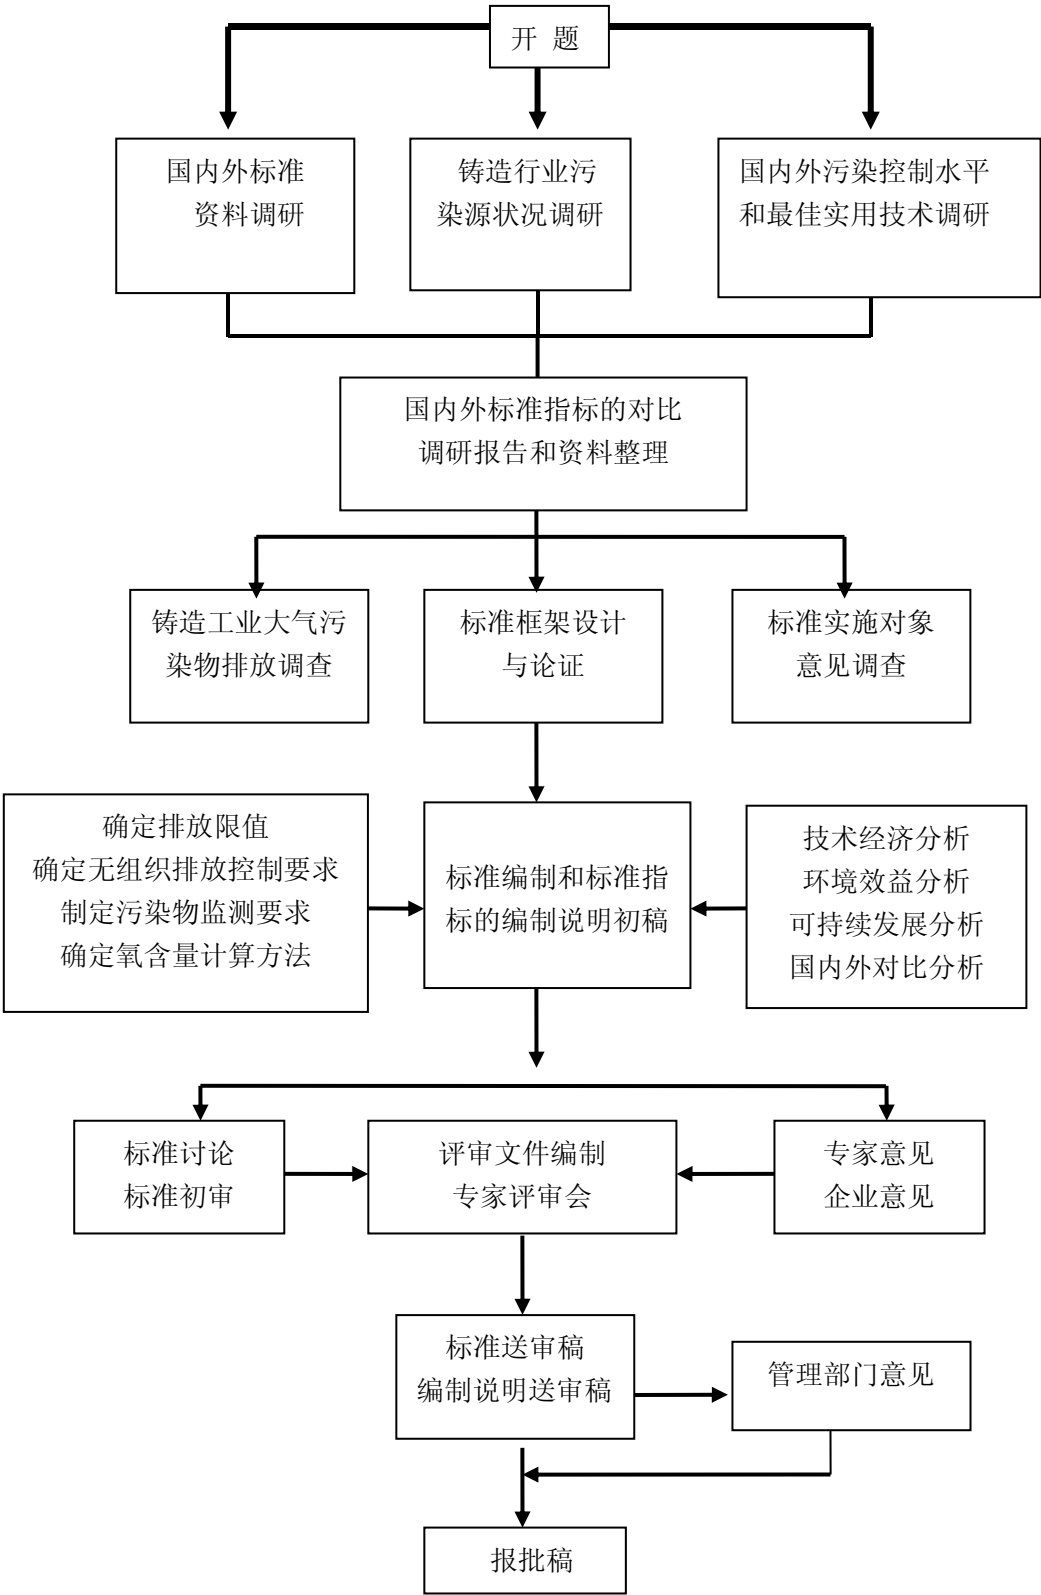 开 题
国内外标准
资料调研
铸造行业污
染源状况调研
国内外污染控制水平
和最佳实用技术调研
国内外标准指标的对比
调研报告和资料整理
铸造工业大气污
染物排放调查
标准框架设计
与论证
标准实施对象
意见调查
确定排放限值
确定无组织排放控制要求
制定污染物监测要求
确定氧含量计算方法
标准编制和标准指
标的编制说明初稿
技术经济分析
环境效益分析
可持续发展分析
国内外对比分析
标准讨论
标准初审
评审文件编制
专家评审会
专家意见
企业意见
标准送审稿
编制说明送审稿
管理部门意见
报批稿